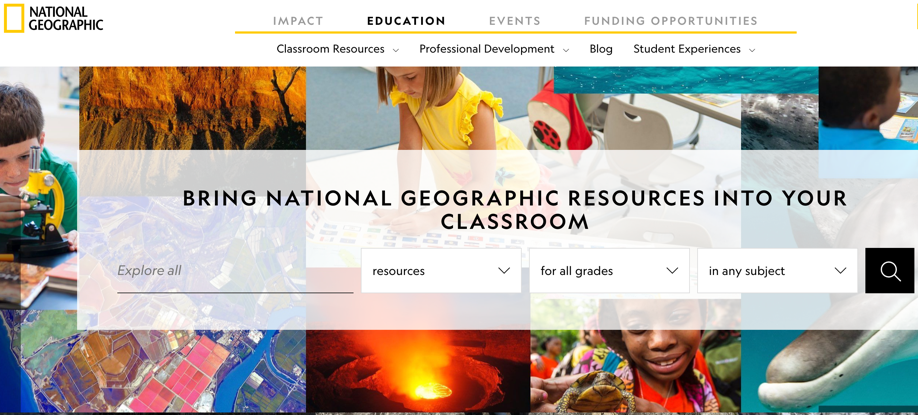 NATIONAL
GEOGRAPHIC
IMPACT EDUCATION EVENTS FUNDING OPPORTUNITIES
Classroom Resources Professional Development Blog Student Experiences
BRING NATIONAL GEOGRAPHIC RESOURCES INTO YOUR
CLASSROOM
Explore all resources for all grades in any subject